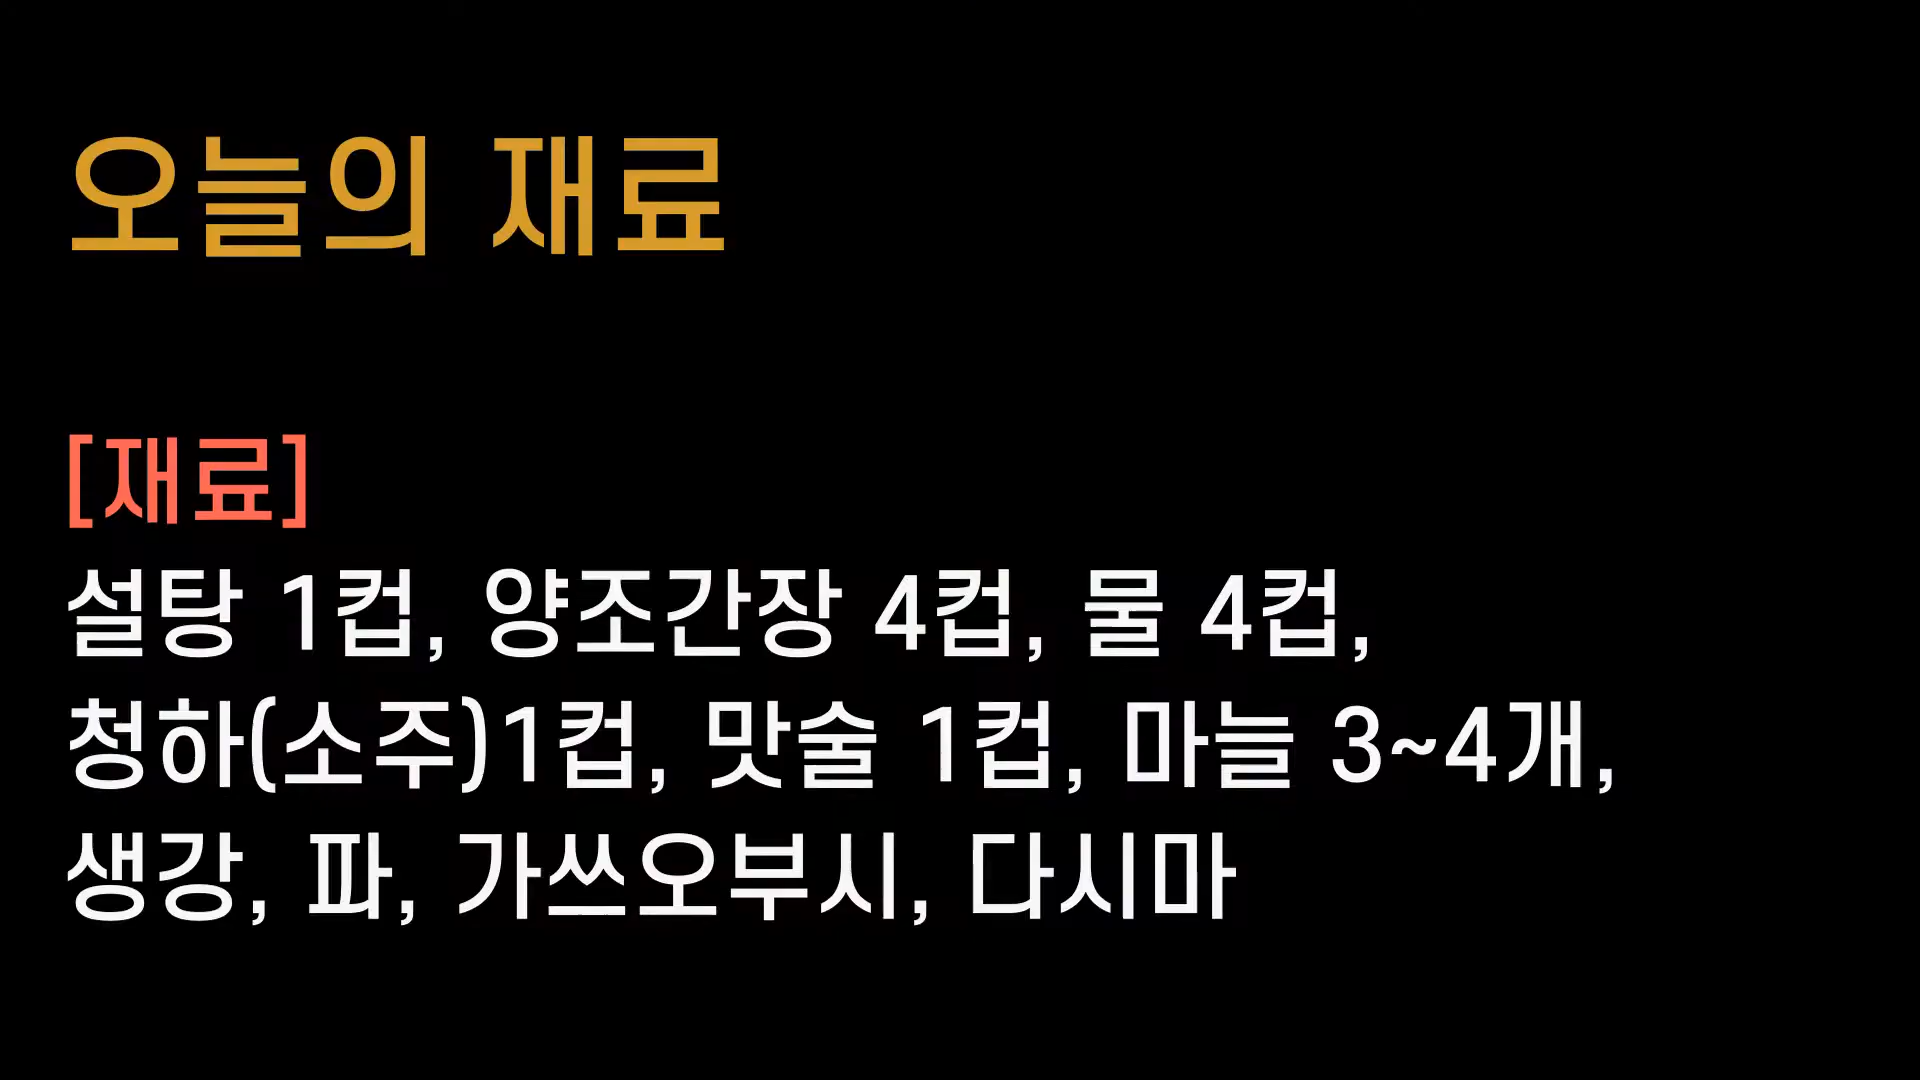 오늘의 재료
[재료]
설탕 1컵, 양조간장 4컵, 물 4컵,
청하(소주)1컵, 맛술 1컵, 마늘 3~4개,
생강, 파, 가쓰오부시, 다시마